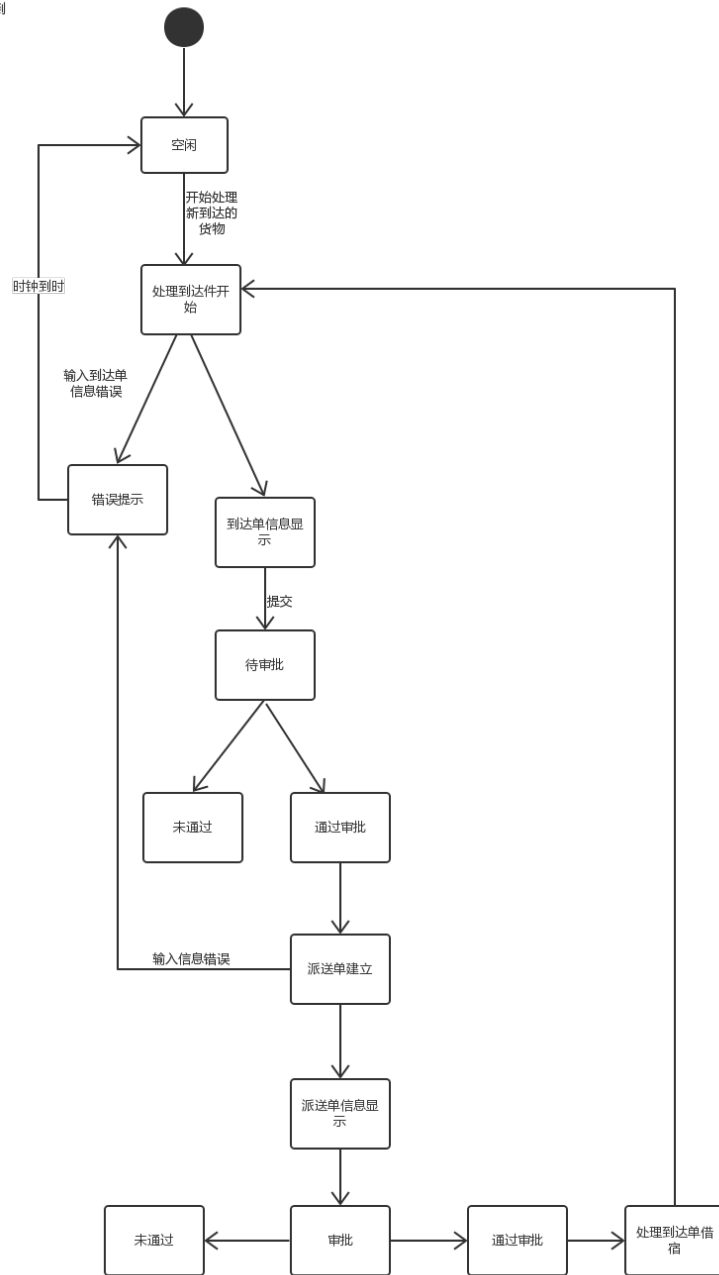 到
空闲
开始处理
新到达的
货物
时钟到时
处理到达件开
始
输入到达单
信息错误
错误提示
到达单信息显
示
提交
待审批
未通过
通过审批
输入信息错误
派送单建立
派送单信息显
示
未通过
审批
通过审批
处理到达单借
宿